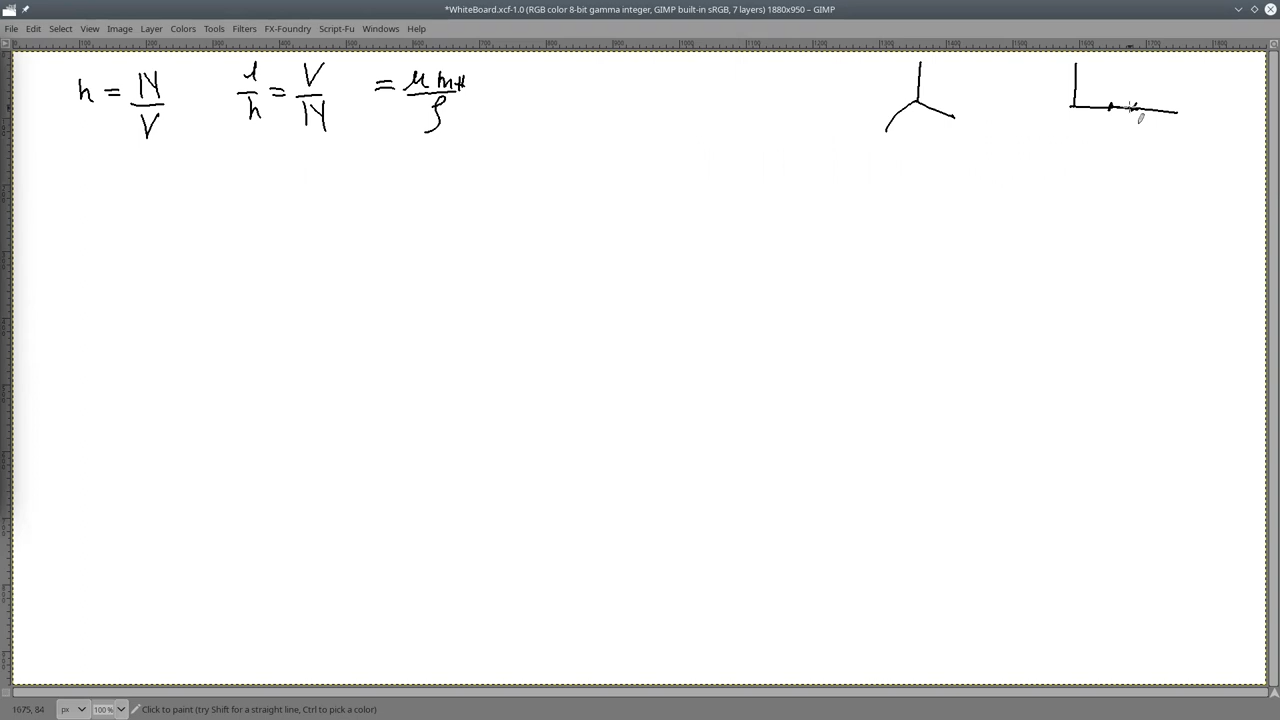 *WhiteBoard.xcf-1.0 (RGB color 8-bit gamma integer, GIMP built-in sRGB, 7 layers) 1880x950 – GIMP
File Edit Select View Image Layer Colors Tools Filters FX-Foundry Script-Fu Windows Help
n = N/V 1/n = V/N = μ mH/ρ
1675, 84 px 100% Click to paint (try Shift for a straight line, Ctrl to pick a color)